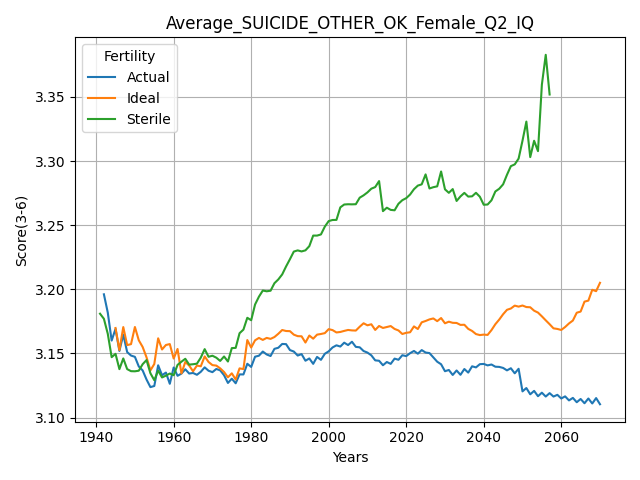 Average_SUICIDE_OTHER_OK_Female_Q2_IQ
Fertility
Actual
Ideal
Sterile
Score(3-6)
3.35
3.30
3.25
3.20
3.15
3.10
1940 1960 1980 2000 2020 2040 2060
Years